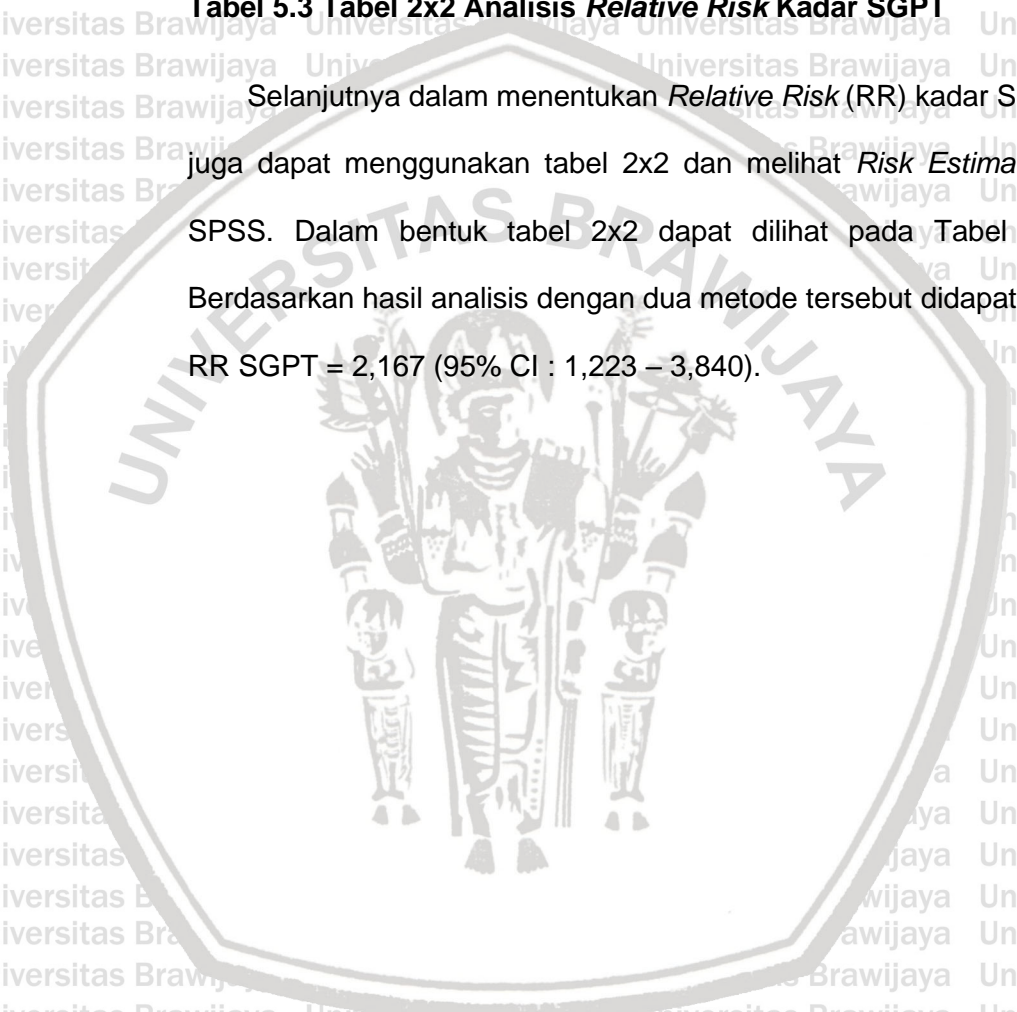 Tabel 5.3 Tabel 2x2 Analisis Relative Risk Kadar SGPT
Selanjutnya dalam menentukan Relative Risk (RR) kadar S
juga dapat menggunakan tabel 2x2 dan melihat Risk Estima
SPSS. Dalam bentuk tabel 2x2 dapat dilihat pada Tabel
Berdasarkan hasil analisis dengan dua metode tersebut didapat
RR SGPT = 2,167 (95% CI : 1,223 – 3,840).
UNIVERSITAS BRAWIJAYA